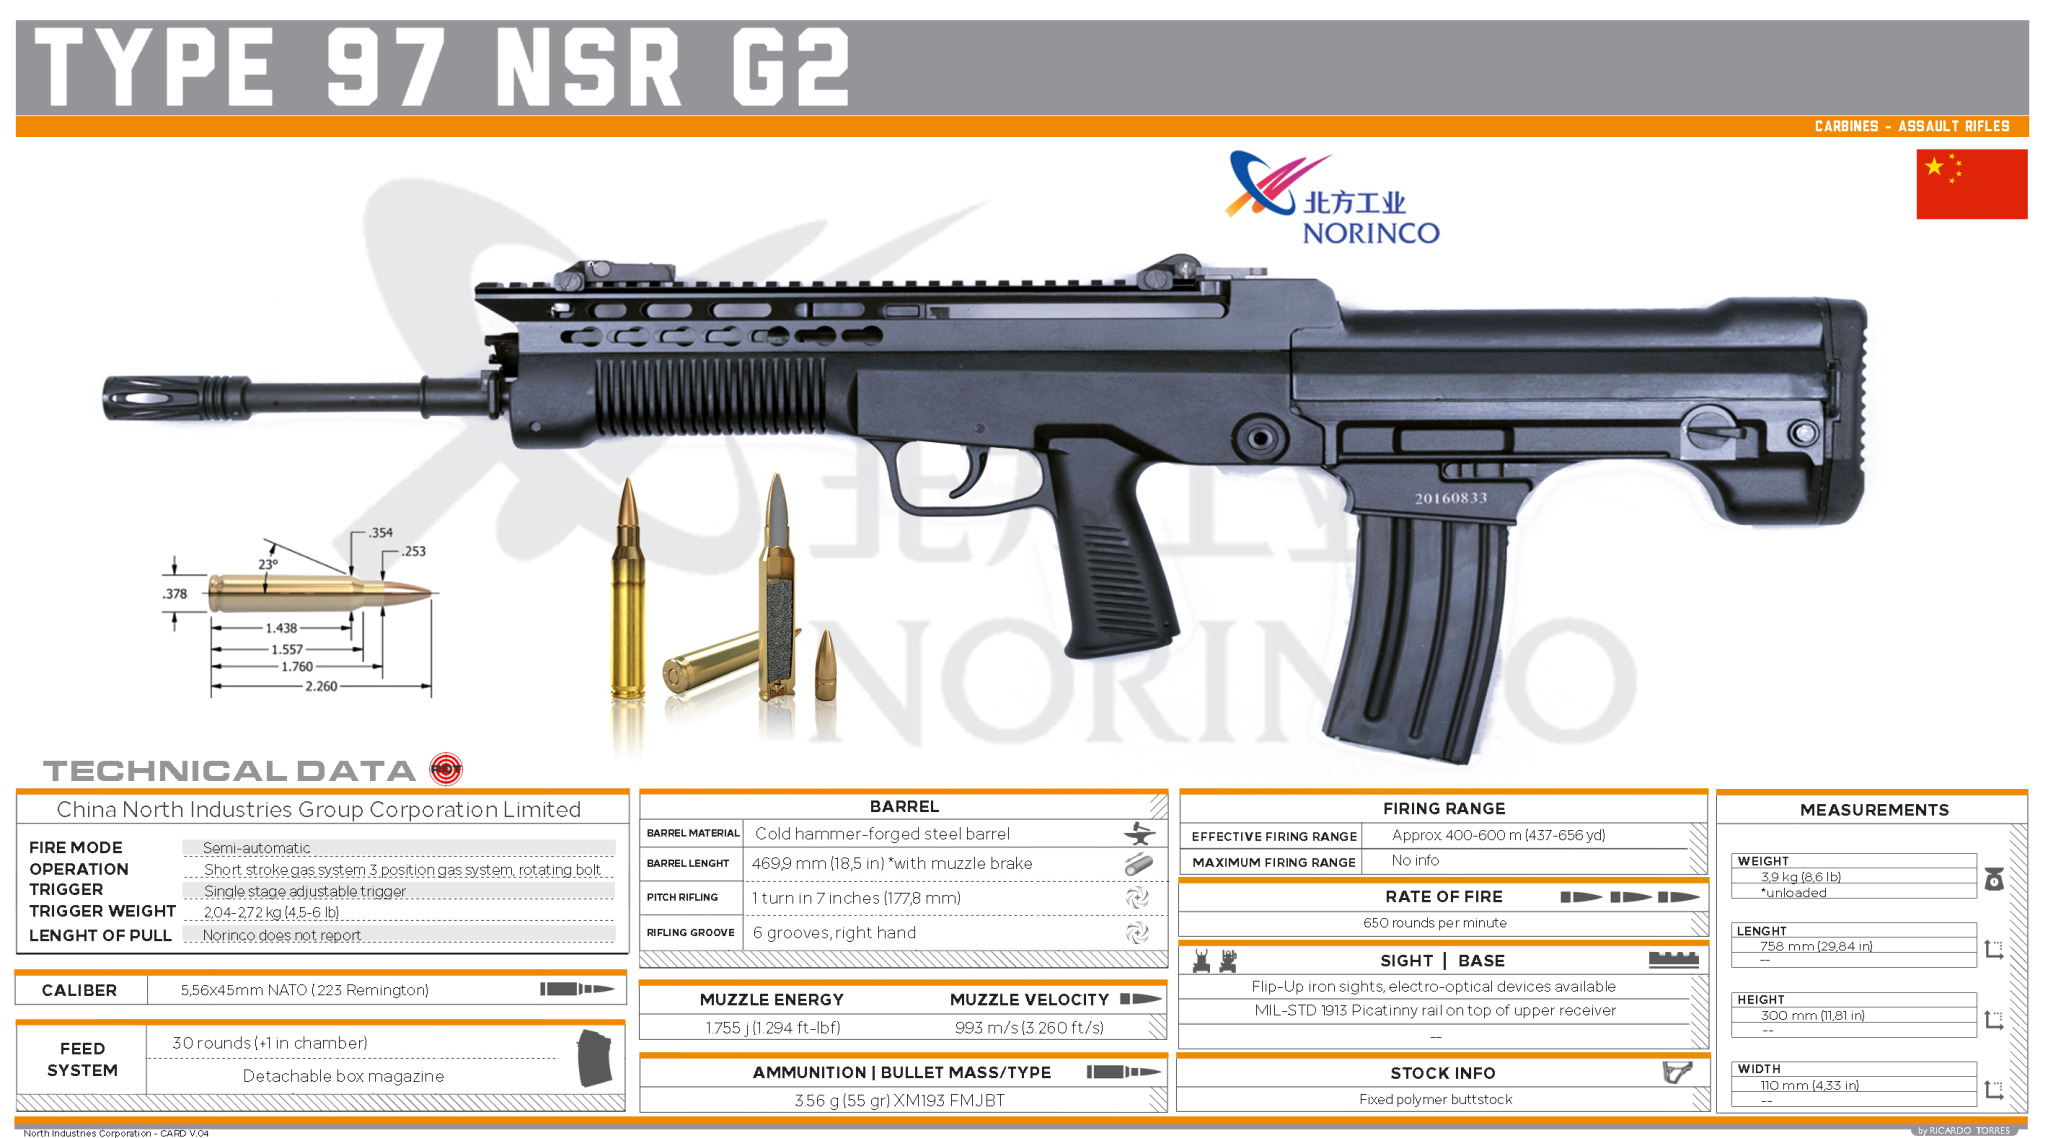 TYPE 97 NSR G2
CARBINES - ASSAULT RIFLES
北方工业
NORINCO
20160833
.354
.253
23°
.378
1.438
1.557
1.760
2.260
北方工业
NORINCO
TECHNICAL DATA
China North Industries Group Corporation Limited
FIRE MODE Semi-automatic
OPERATION Short stroke gas system 3 position gas system, rotating bolt
TRIGGER Single stage adjustable trigger
TRIGGER WEIGHT 2,04-2,72 kg (4,5-6 lb)
LENGHT OF PULL Norinco does not report
CALIBER 5,56x45mm NATO (.223 Remington)
FEED SYSTEM
30 rounds (+1 in chamber)
Detachable box magazine
BARREL
BARREL MATERIAL Cold hammer-forged steel barrel
BARREL LENGHT 469,9 mm (18,5 in) *with muzzle brake
PITCH RIFLING 1 turn in 7 inches (177,8 mm)
RIFLING GROOVE 6 grooves, right hand
MUZZLE ENERGY MUZZLE VELOCITY
1.755 j (1.294 ft-lbf) 993 m/s (3.260 ft/s)
AMMUNITION | BULLET MASS/TYPE
3.56 g (55 gr) XM193 FMJBT
FIRING RANGE
EFFECTIVE FIRING RANGE Approx 400-600 m (437-656 yd)
MAXIMUM FIRING RANGE No info
RATE OF FIRE
650 rounds per minute
SIGHT | BASE
Flip-Up iron sights, electro-optical devices available
MIL-STD 1913 Picatinny rail on top of upper receiver
--
STOCK INFO
Fixed polymer buttstock
MEASUREMENTS
WEIGHT
3,9 kg (8,6 lb)
*unloaded
LENGHT
758 mm (29,84 in)
--
HEIGHT
300 mm (11,81 in)
--
WIDTH
110 mm (4,33 in)
--
North Industries Corporation - CARD V.04
by RICARDO TORRES